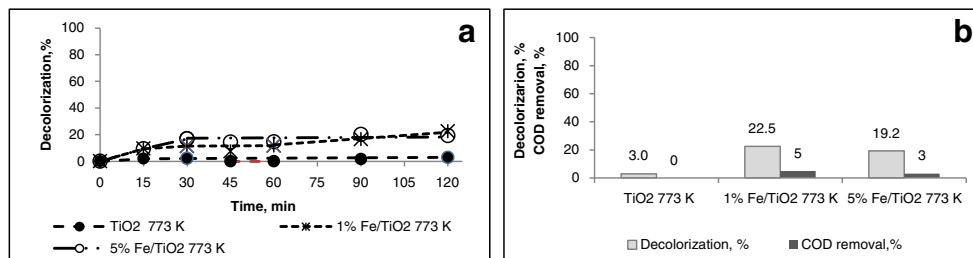 a
Decolorization,%
100
80
60
40
20
0
0 15 30 45 60 75 90 105 120
Time, min
TiO2 773 K
1% Fe/TiO2 773 K
5% Fe/TiO2 773 K
b
Decolorizarion, %
COD removal, %
100
80
60
40
20
0
3.0 0 22.5 5 19.2 3
TiO2 773 K 1% Fe/TiO2 773 K 5% Fe/TiO2 773 K
Decolorization, % COD removal,%